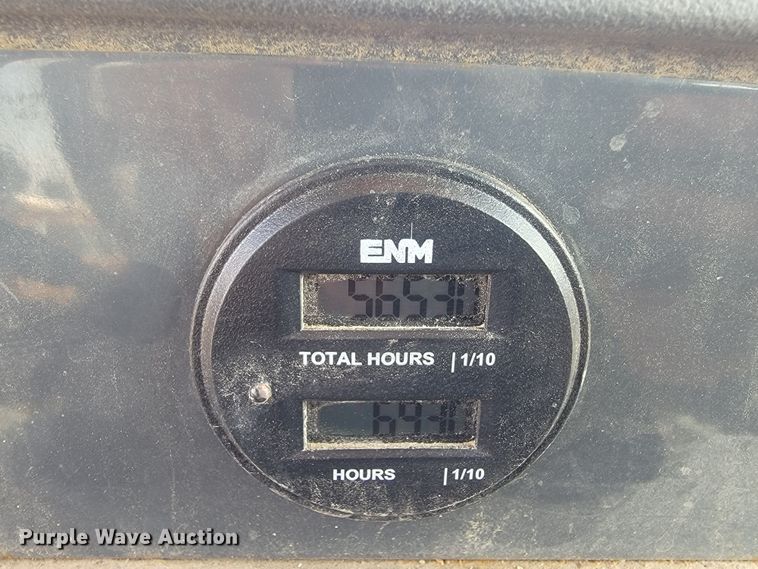 ENM
5653
TOTAL HOURS | 1/10
HOURS | 1/10
Purple Wave Auction